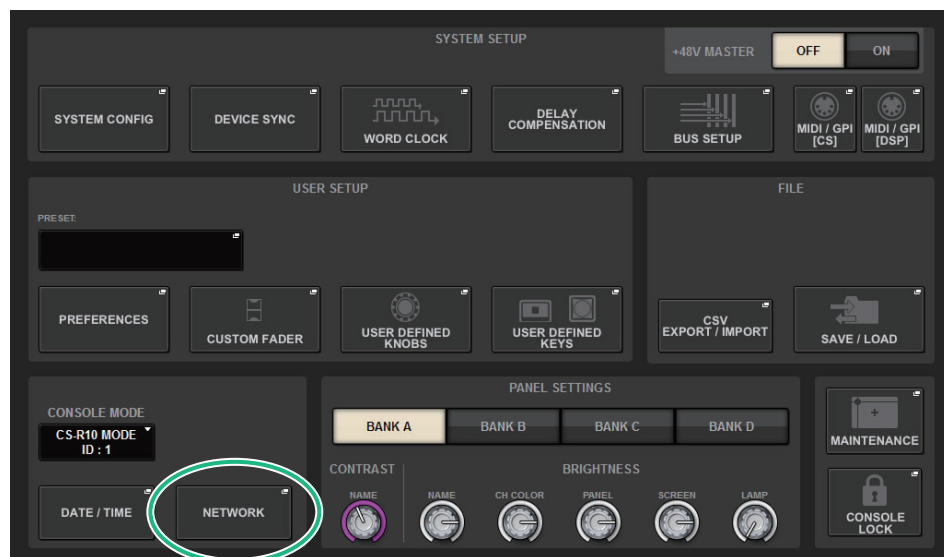 SYSTEM SETUP
+48V MASTER
OFF
ON
SYSTEM CONFIG
DEVICE SYNC
WORD CLOCK
DELAY
COMPENSATION
BUS SETUP
MIDI / GPI
[CS]
MIDI / GPI
[DSP]
USER SETUP
FILE
PRESET:
PREFERENCES
CUSTOM FADER
USER DEFINED
KNOBS
USER DEFINED
KEYS
CSV
EXPORT / IMPORT
SAVE / LOAD
CONSOLE MODE
CS-R10 MODE
ID : 1
DATE / TIME
NETWORK
PANEL SETTINGS
BANK A
BANK B
BANK C
BANK D
CONTRAST
BRIGHTNESS
NAME
NAME
CH COLOR
PANEL
SCREEN
LAMP
MAINTENANCE
CONSOLE
LOCK